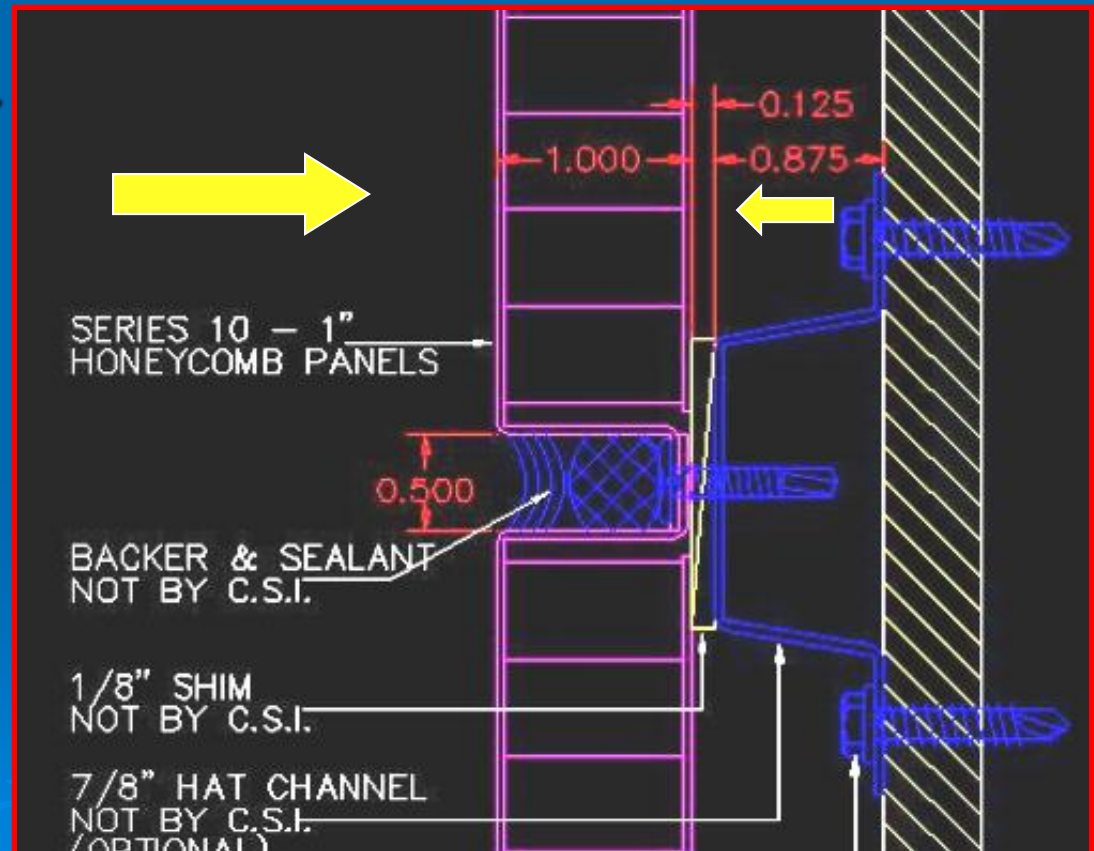 0.125
1.000
0.875
SERIES 10 – 1"
HONEYCOMB PANELS
0.500
BACKER & SEALANT
NOT BY C.S.I.
1/8" SHIM
NOT BY C.S.I.
7/8" HAT CHANNEL
NOT BY C.S.I.
(OPTIONAL)